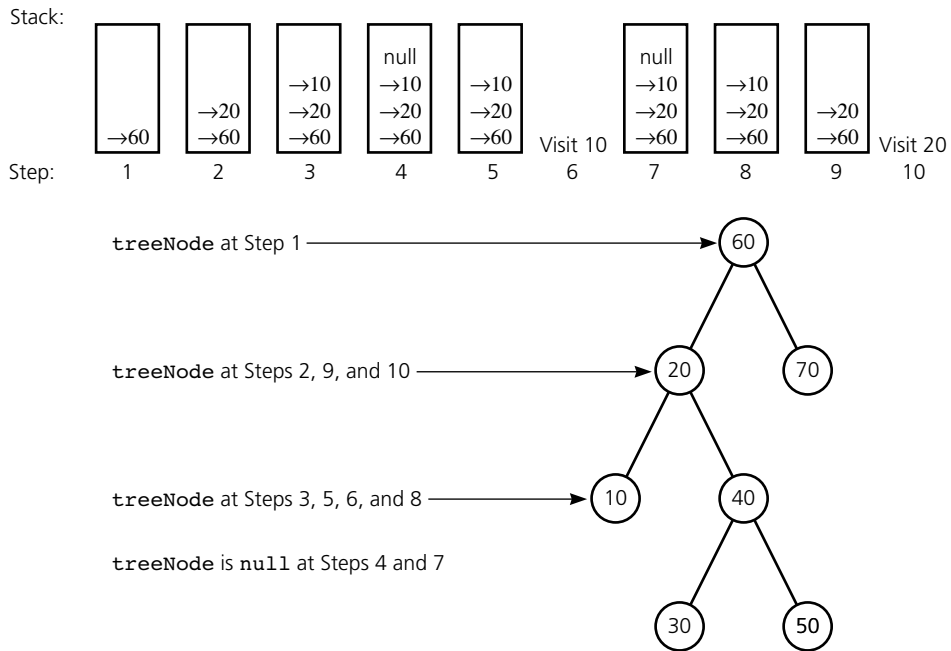 Stack:
null null
→10 →10 →10 →10 →10
→20 →20 →20 →20 →20 →20 →20
→60 →60 →60 →60 →60 Visit 10 →60 →60 →60 Visit 20
Step: 1 2 3 4 5 6 7 8 9 10
treeNode at Step 1 60
treeNode at Steps 2, 9, and 10 20 70
treeNode at Steps 3, 5, 6, and 8 10 40
treeNode is null at Steps 4 and 7
30 50